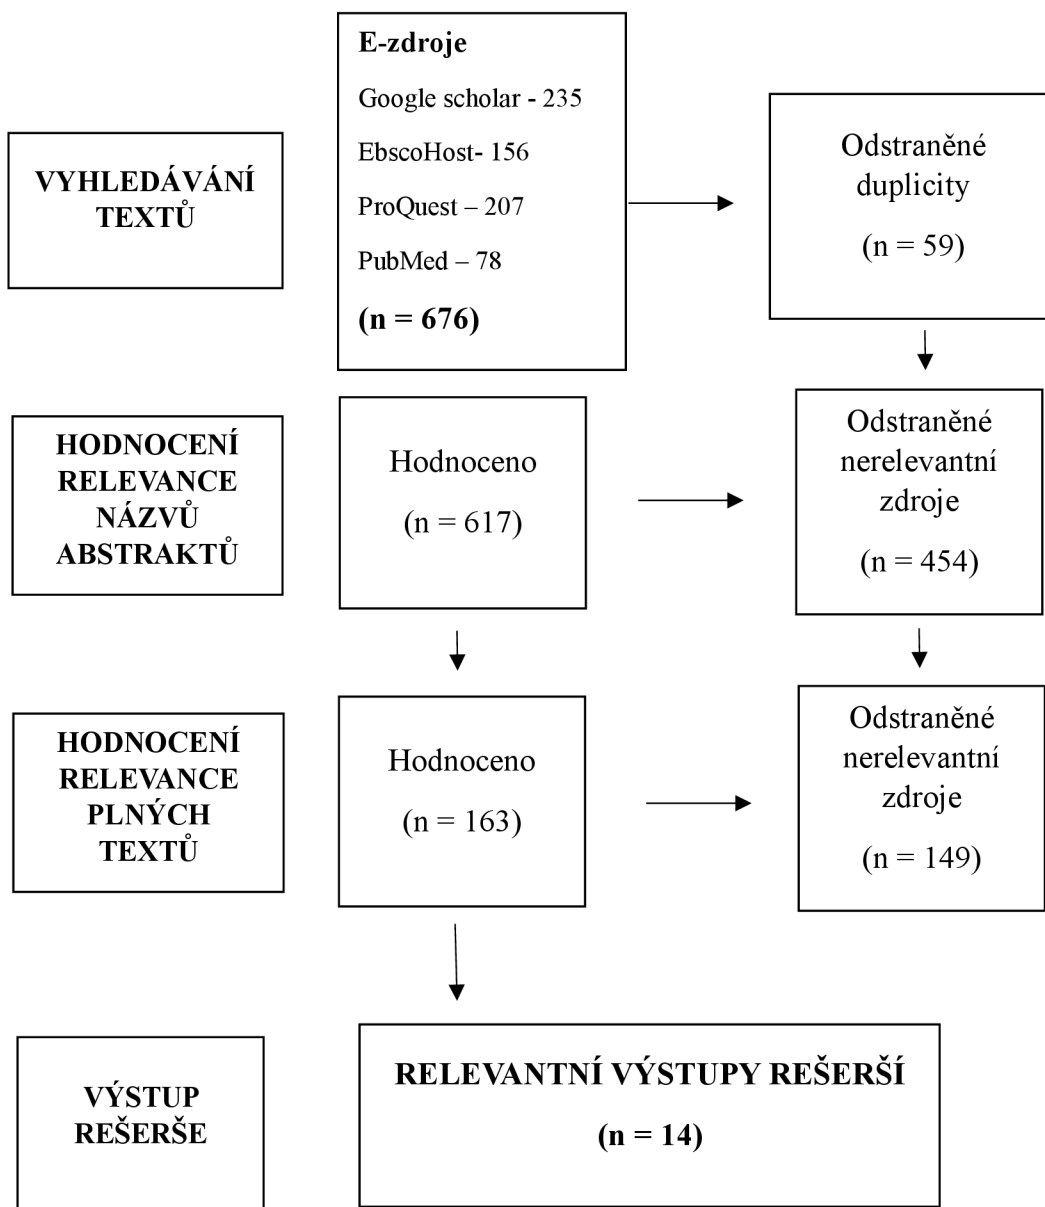 VYHLEDÁVÁNÍ
TEXTŮ
E-zdroje
Google scholar - 235
EbscoHost- 156
ProQuest – 207
PubMed – 78
(n = 676)
Odstraněné
duplicity
(n = 59)
HODNOCENÍ
RELEVANCE
NÁZVŮ
ABSTRAKTŮ
Hodnoceno
(n = 617)
Odstraněné
nerelevantní
zdroje
(n = 454)
HODNOCENÍ
RELEVANCE
PLNÝCH
TEXTŮ
Hodnoceno
(n = 163)
Odstraněné
nerelevantní
zdroje
(n = 149)
VÝSTUP
REŠERŠE
RELEVANTNÍ VÝSTUPY REŠERŠÍ
(n = 14)